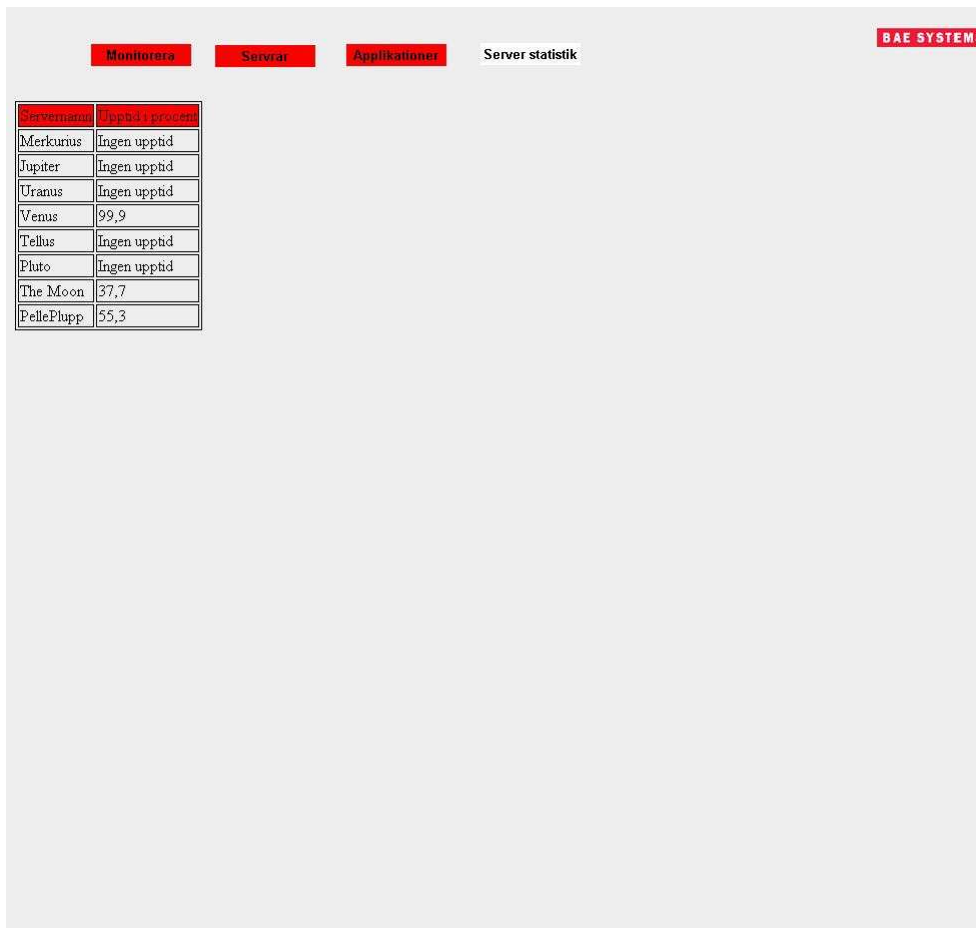 BAE SYSTEM
Monitorera Servrar Applikationer Server statistik
Servernamn Upptid i procent
Merkurius Ingen upptid
Jupiter Ingen upptid
Uranus Ingen upptid
Venus 99,9
Tellus Ingen upptid
Pluto Ingen upptid
The Moon 37,7
PellePlupp 55,3